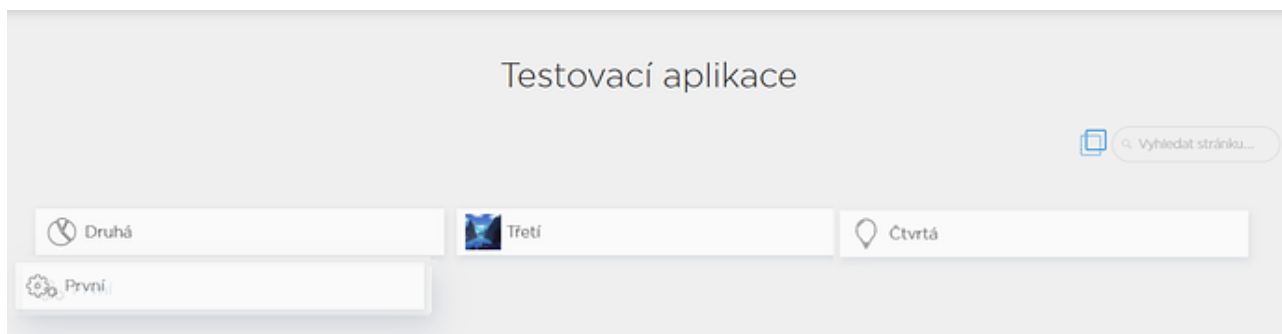 Testovací aplikace
Vyhledat stránku...
Druhá
Třetí
Čtvrtá
První